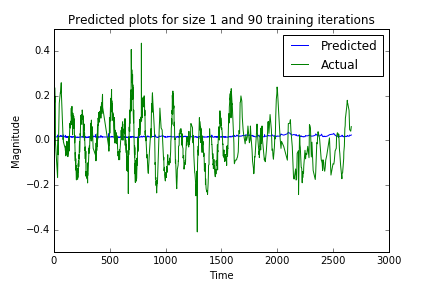 Predicted plots for size 1 and 90 training iterations
Predicted
Actual
Magnitude
0.4
0.2
0.0
−0.2
−0.4
0 500 1000 1500 2000 2500 3000
Time